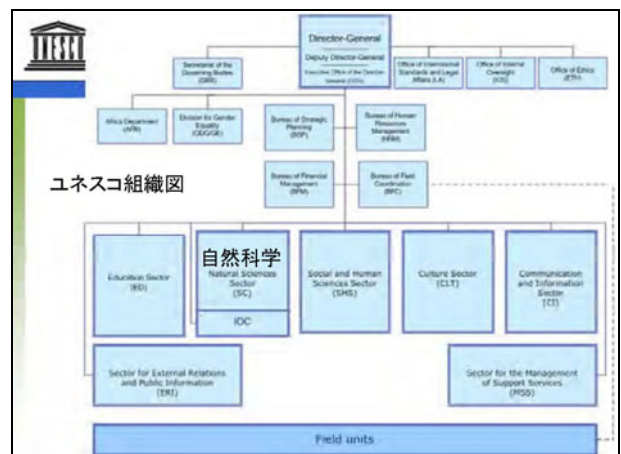 UNESCO
Director-General
Deputy Director-General
Executive Office of the Director-
General (ODG)
Secretariat of the
Governing Bodies
(GBS)
Office of International
Standards and Legal
Affairs (LA)
Office of Internal
Oversight
(IOS)
Office of Ethics
(ETH)
Africa Department
(AFR)
Division for Gender
Equality
(ODG/GE)
Bureau of Strategic
Planning
(BSP)
Bureau of Human
Resources
Management
(HRM)
Bureau of Financial
Management
(BFM)
Bureau of Field
Coordination
(BFC)
ユネスコ組織図
Education Sector
(ED)
自然科学
Natural Sciences
Sector
(SC)
IOC
Social and Human
Sciences Sector
(SHS)
Culture Sector
(CLT)
Communication
and Information
Sector
(CI)
Sector for External Relations
and Public Information
(ERI)
Sector for the Management
of Support Services
(MSS)
Field units